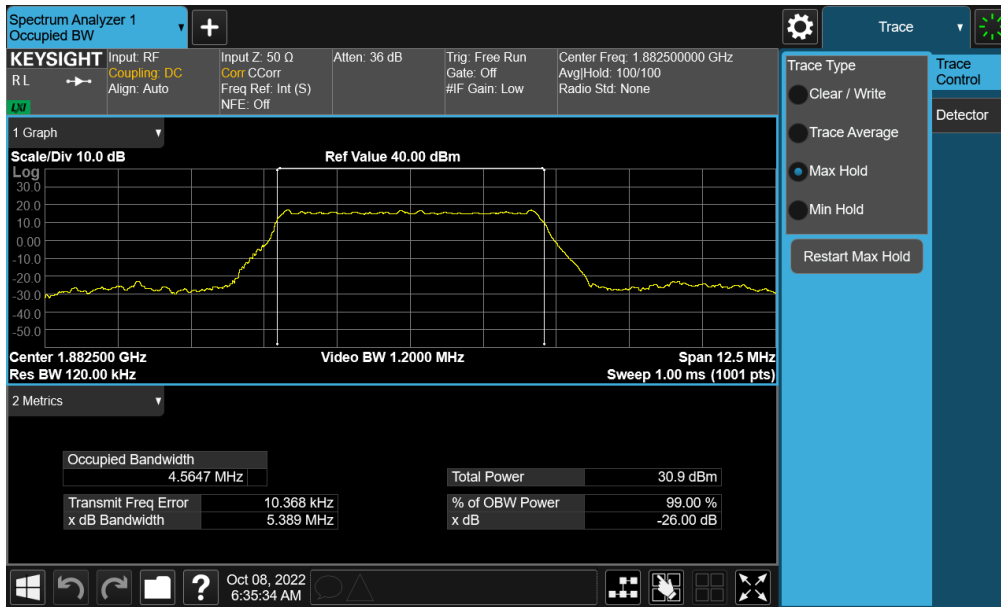 Spectrum Analyzer 1
Occupied BW
+
Trace
KEYSIGHT
R L
LXI
Input: RF
Coupling: DC
Align: Auto
Input Z: 50 Ω
Corr CCorr
Freq Ref: Int (S)
NFE: Off
Atten: 36 dB
Trig: Free Run
Gate: Off
#IF Gain: Low
Center Freq: 1.882500000 GHz
Avg|Hold: 100/100
Radio Std: None
Trace Type
Clear / Write
Trace Average
Max Hold
Min Hold
Restart Max Hold
Trace
Control
Detector
1 Graph
Scale/Div 10.0 dB
Ref Value 40.00 dBm
Log
30.0
20.0
10.0
0.00
-10.0
-20.0
-30.0
-40.0
-50.0
Center 1.882500 GHz
Video BW 1.2000 MHz
Span 12.5 MHz
Res BW 120.00 kHz
Sweep 1.00 ms (1001 pts)
2 Metrics
Occupied Bandwidth
4.5647 MHz
Total Power 30.9 dBm
Transmit Freq Error 10.368 kHz
% of OBW Power 99.00 %
x dB Bandwidth 5.389 MHz
x dB -26.00 dB
?
Oct 08, 2022
6:35:34 AM